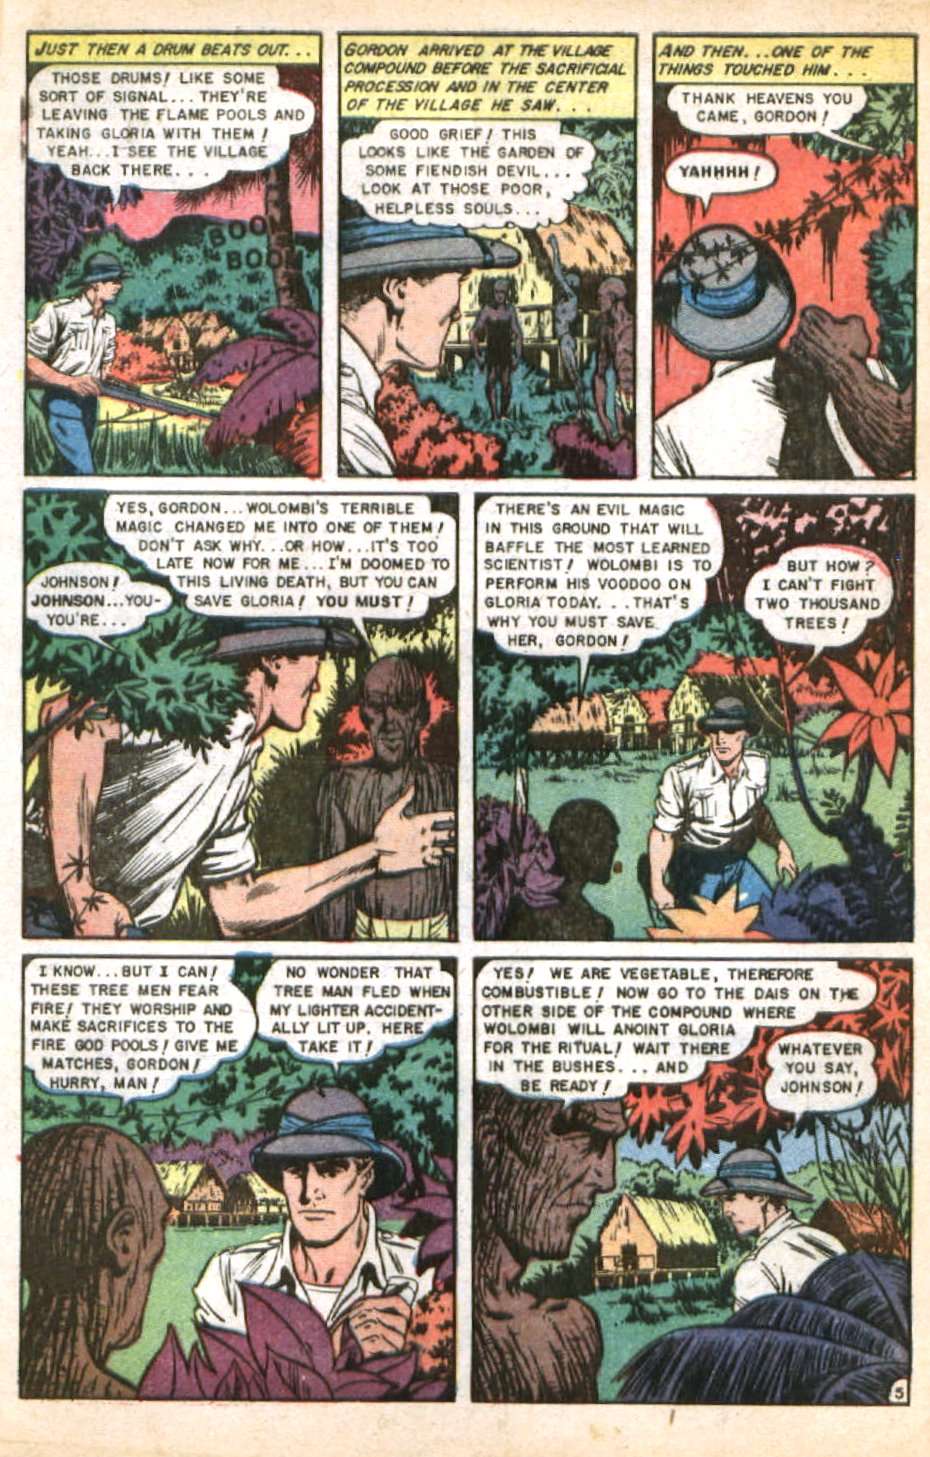 JUST THEN A DRUM BEATS OUT...
THOSE DRUMS! LIKE SOME
SORT OF SIGNAL... THEY'RE
LEAVING THE FLAME POOLS AND
TAKING GLORIA WITH THEM!
YEAH...I SEE THE VILLAGE
BACK THERE...
BOOM
BOOM
GORDON ARRIVED AT THE VILLAGE
COMPOUND BEFORE THE SACRIFICIAL
PROCESSION AND IN THE CENTER
OF THE VILLAGE HE SAW...
GOOD GRIEF! THIS
LOOKS LIKE THE GARDEN OF
SOME FIENDISH DEVIL...
LOOK AT THOSE POOR,
HELPLESS SOULS...
AND THEN...ONE OF THE
THINGS TOUCHED HIM...
THANK HEAVENS YOU
CAME, GORDON!
YAHHHH!
JOHNSON!
JOHNSON...YOU-
YOU'RE...
YES, GORDON...WOLOMBI'S TERRIBLE
MAGIC CHANGED ME INTO ONE OF THEM!
DON'T ASK WHY...OR HOW...IT'S TOO
LATE NOW FOR ME...I'M DOOMED TO
THIS LIVING DEATH, BUT YOU CAN
SAVE GLORIA! YOU MUST!
THERE'S AN EVIL MAGIC
IN THIS GROUND THAT WILL
BAFFLE THE MOST LEARNED
SCIENTIST! WOLOMBI IS TO
PERFORM HIS VOODOO ON
GLORIA TODAY...THAT'S
WHY YOU MUST SAVE
HER, GORDON!
BUT HOW?
I CAN'T FIGHT
TWO THOUSAND
TREES!
I KNOW...BUT I CAN!
THESE TREE MEN FEAR
FIRE! THEY WORSHIP AND
MAKE SACRIFICES TO THE
FIRE GOD POOLS! GIVE ME
MATCHES, GORDON!
HURRY, MAN!
NO WONDER THAT
TREE MAN FLED WHEN
MY LIGHTER ACCIDENT-
ALLY LIT UP. HERE
TAKE IT!
YES! WE ARE VEGETABLE, THEREFORE
COMBUSTIBLE! NOW GO TO THE DAIS ON THE
OTHER SIDE OF THE COMPOUND WHERE
WOLOMBI WILL ANOINT GLORIA
FOR THE RITUAL! WAIT THERE
IN THE BUSHES...AND
BE READY!
WHATEVER
YOU SAY,
JOHNSON!
5